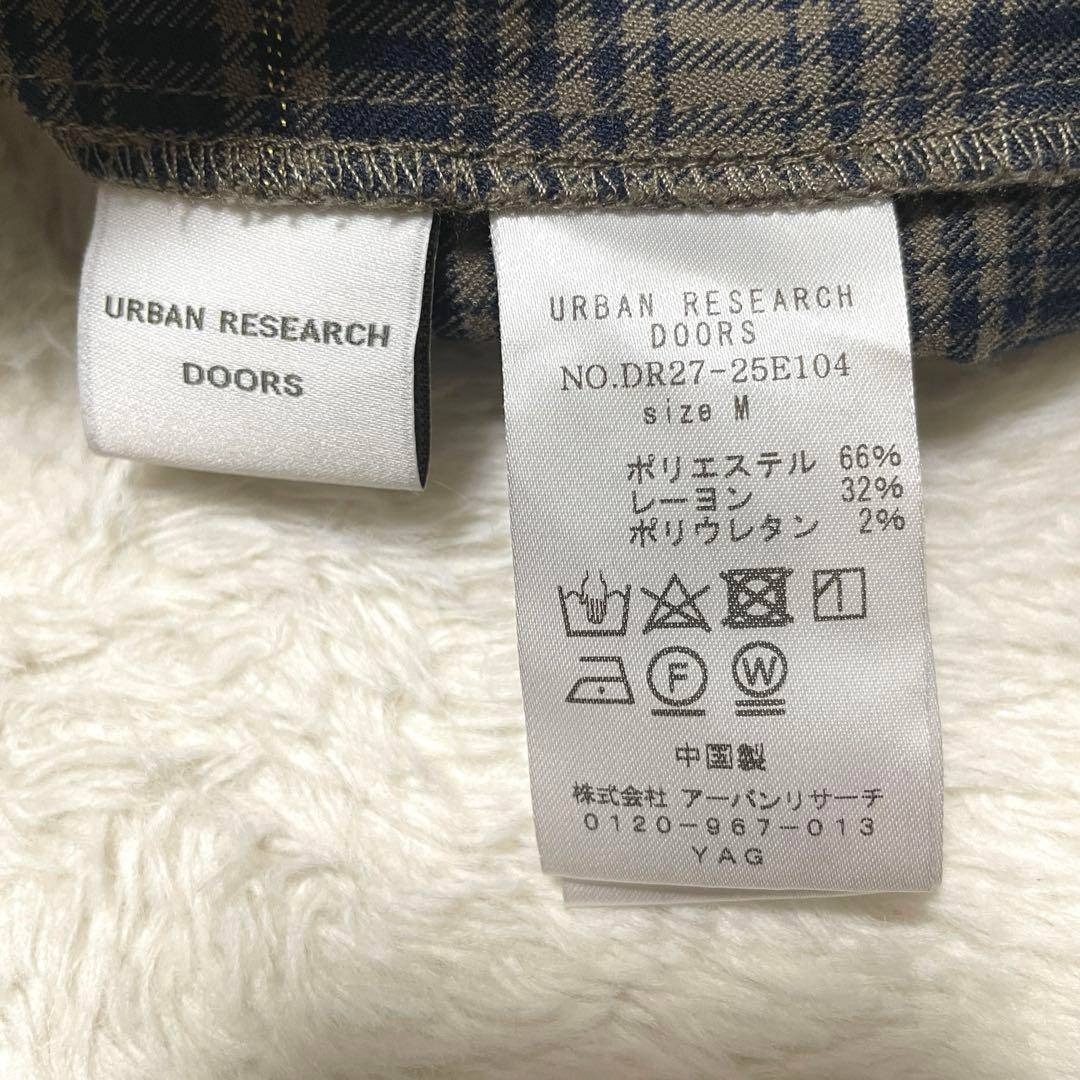 URBAN RESEARCH
DOORS
URBAN RESEARCH
DOORS
NO.DR27-25E104
size M
ポリエステル 66%
レーヨン 32%
ポリウレタン 2%
F W
中国製
株式会社 アーバンリサーチ
0120-967-013
YAG